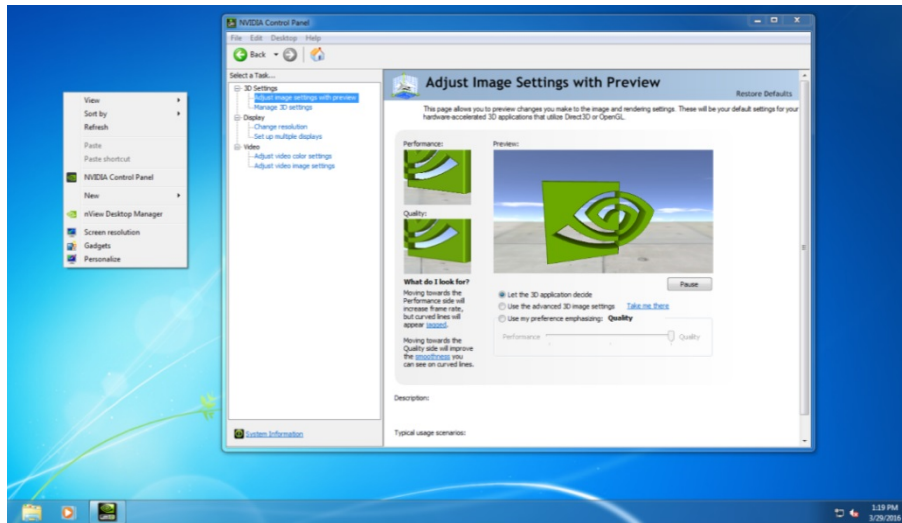 NVIDIA Control Panel
File Edit Desktop Help
Back
Select a Task...
3D Settings
Adjust image settings with preview
Manage 3D settings
Display
Change resolution
Set up multiple displays
Video
Adjust video color settings
Adjust video image settings
System Information
View
Sort by
Refresh
Paste
Paste shortcut
NVIDIA Control Panel
New
nView Desktop Manager
Screen resolution
Gadgets
Personalize
Adjust Image Settings with Preview
Restore Defaults
This page allows you to preview changes you make to the image and rendering settings. These will be your default settings for your
hardware-accelerated 3D applications that utilize Direct3D or OpenGL.
Performance:
Preview:
Quality:
What do I look for?
Moving towards the
Performance side will
increase frame rate,
but curved lines will
appear jagged.
Moving towards the
Quality side will improve
the smoothness you
can see on curved lines.
Pause
Let the 3D application decide
Use the advanced 3D image settings Take me there
Use my preference emphasizing: Quality
Performance Quality
Description:
Typical usage scenarios:
1:19 PM
3/29/2016